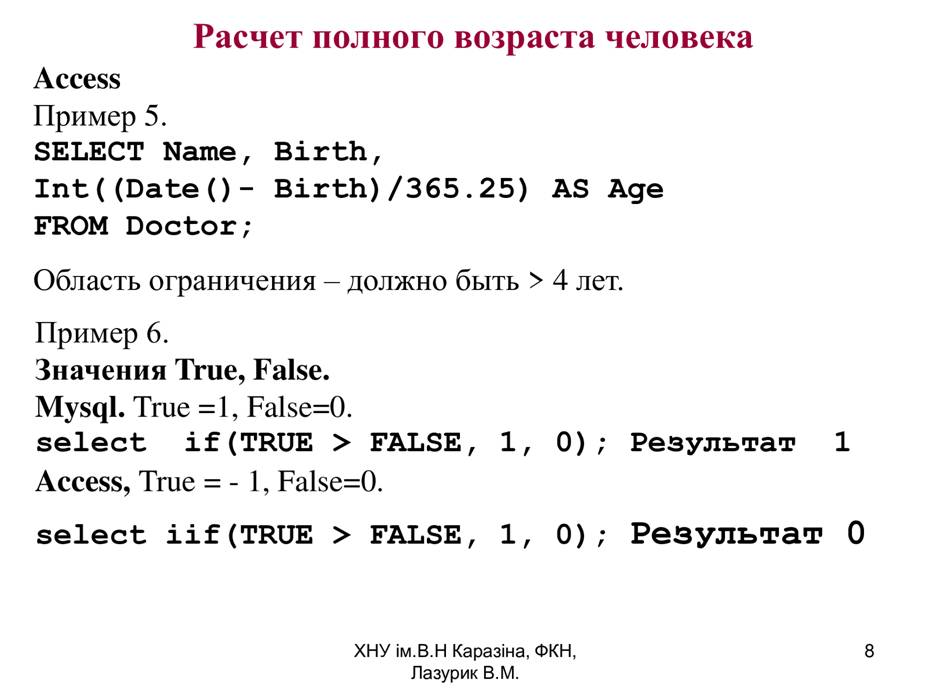 Расчет полного возраста человека
Access
Пример 5.
SELECT Name, Birth,
Int((Date()- Birth)/365.25) AS Age
FROM Doctor;
Область ограничения – должно быть > 4 лет.
Пример 6.
Значения True, False.
Mysql. True =1, False=0.
select  if(TRUE > FALSE, 1, 0); Результат  1
Access, True = - 1, False=0.
select iif(TRUE > FALSE, 1, 0); Результат 0
ХНУ ім.В.Н Каразіна, ФКН,
Лазурик В.М.
8